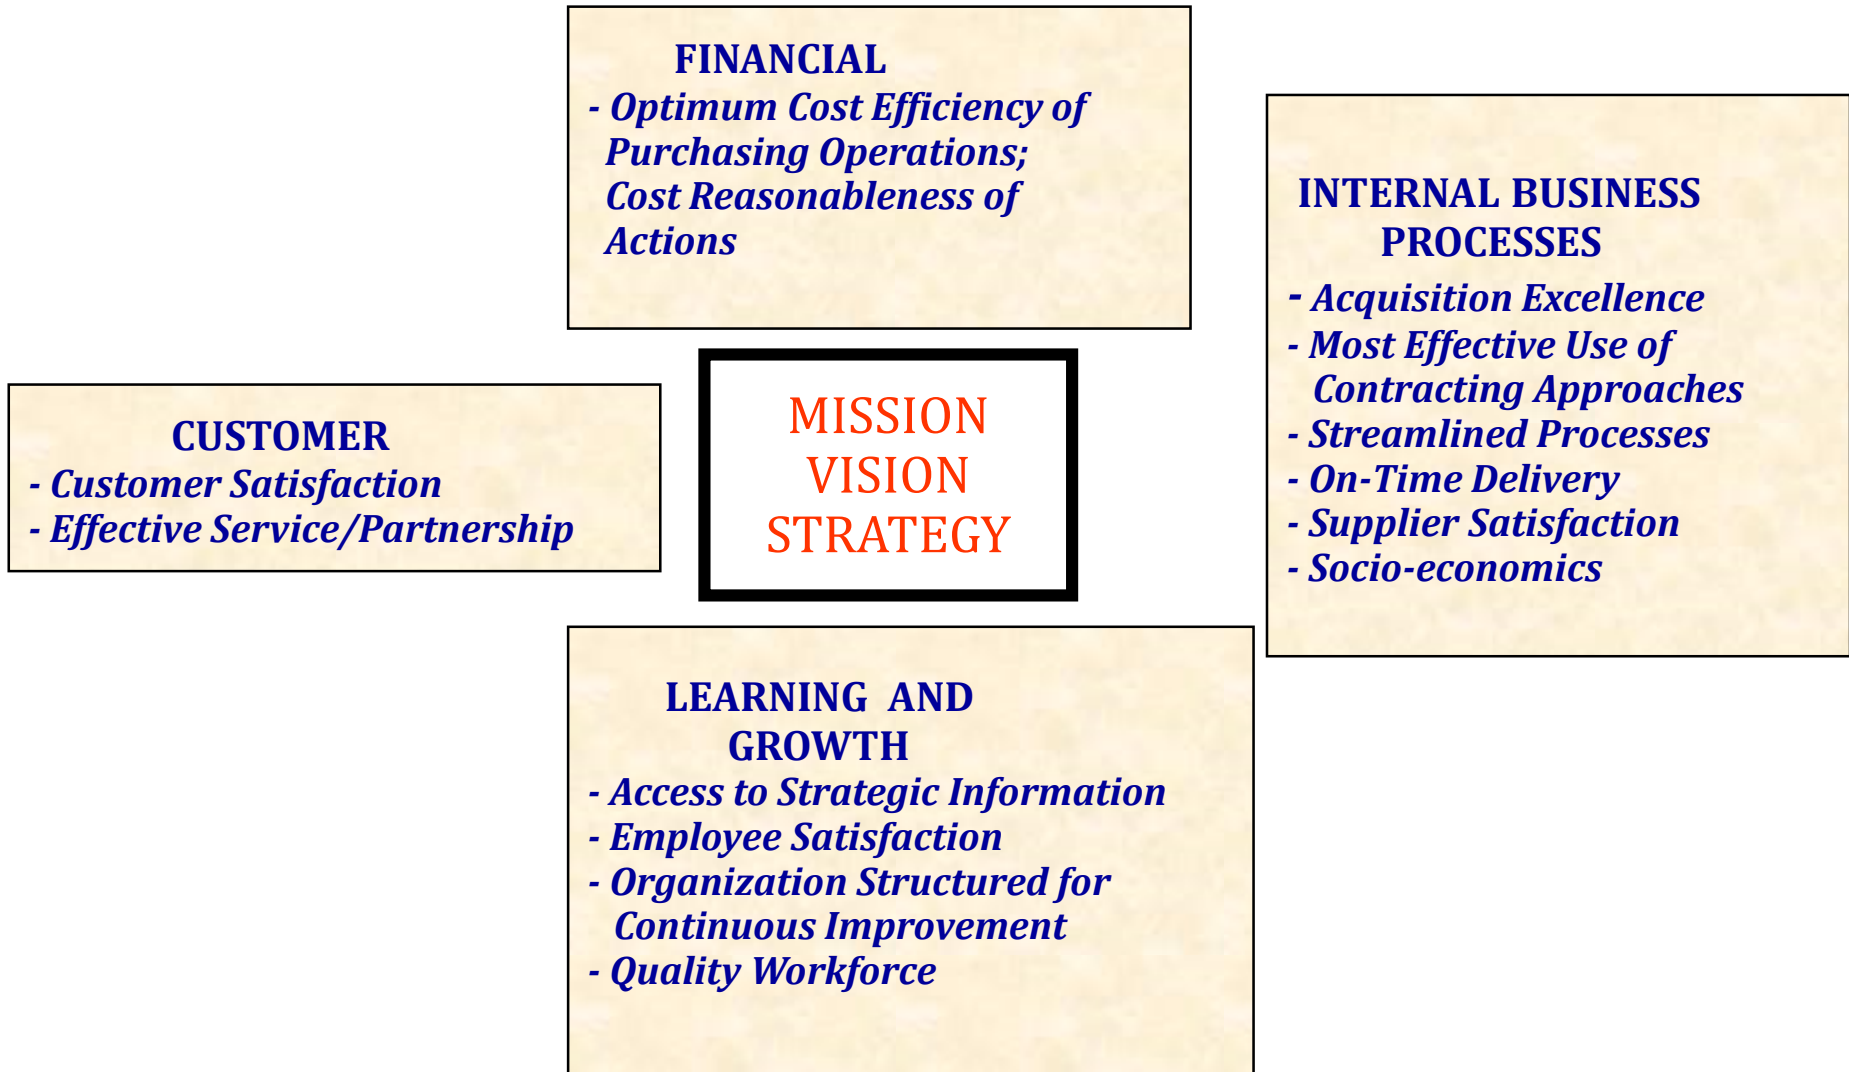 FINANCIAL
- Optimum Cost Efficiency of
Purchasing Operations;
Cost Reasonableness of
Actions
CUSTOMER
- Customer Satisfaction
- Effective Service/Partnership
MISSION
VISION
STRATEGY
INTERNAL BUSINESS
PROCESSES
- Acquisition Excellence
- Most Effective Use of
Contracting Approaches
- Streamlined Processes
- On-Time Delivery
- Supplier Satisfaction
- Socio-economics
LEARNING AND
GROWTH
- Access to Strategic Information
- Employee Satisfaction
- Organization Structured for
Continuous Improvement
- Quality Workforce